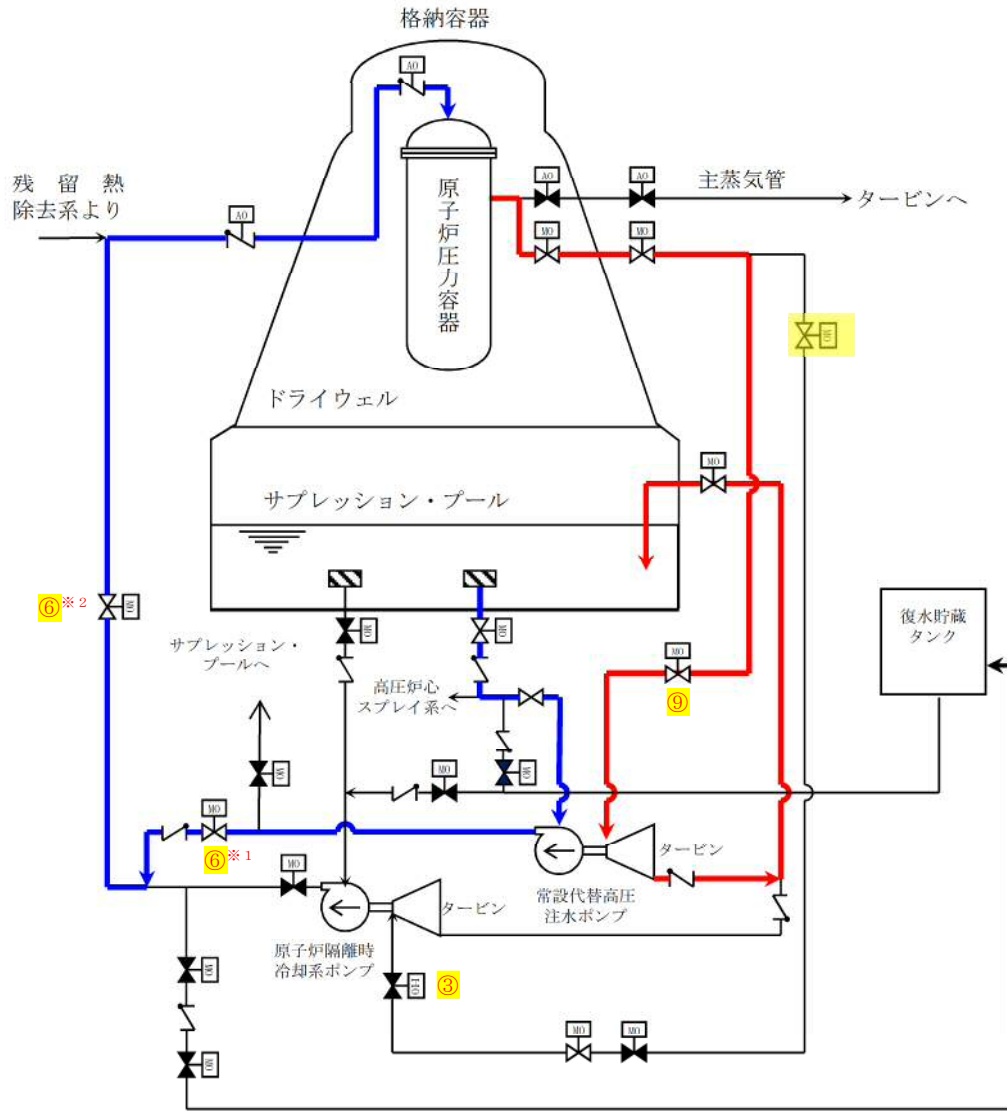 格納容器
AO
残留熱
除去系より
AO
原子炉圧力容器
AO
AO
主蒸気管
タービンへ
MO
MO
MO
ドライウェル
MO
サプレッション・プール
⑥※2
MO
MO
MO
サプレッション・
プールへ
高圧炉心
スプレイ系へ
MO
⑨
復水貯蔵
タンク
MO
MO
MO
MO
⑥※1
タービン
常設代替高圧
注水ポンプ
MO
タービン
原子炉隔離時
冷却系ポンプ
MO
③
MO
MO
MO